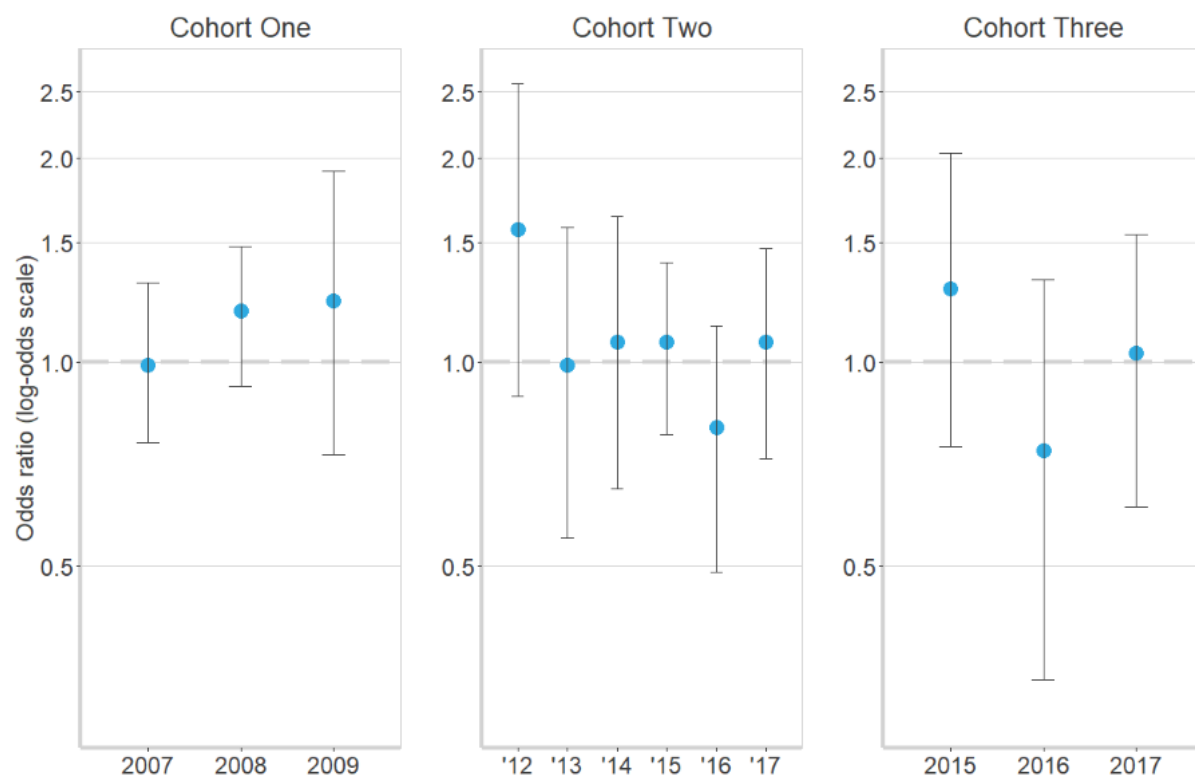 Cohort One
Cohort Two
Cohort Three
Odds ratio (log-odds scale)
2.5
2.0
1.5
1.0
0.5
2007 2008 2009
2.5
2.0
1.5
1.0
0.5
'12 '13 '14 '15 '16 '17
2.5
2.0
1.5
1.0
0.5
2015 2016 2017